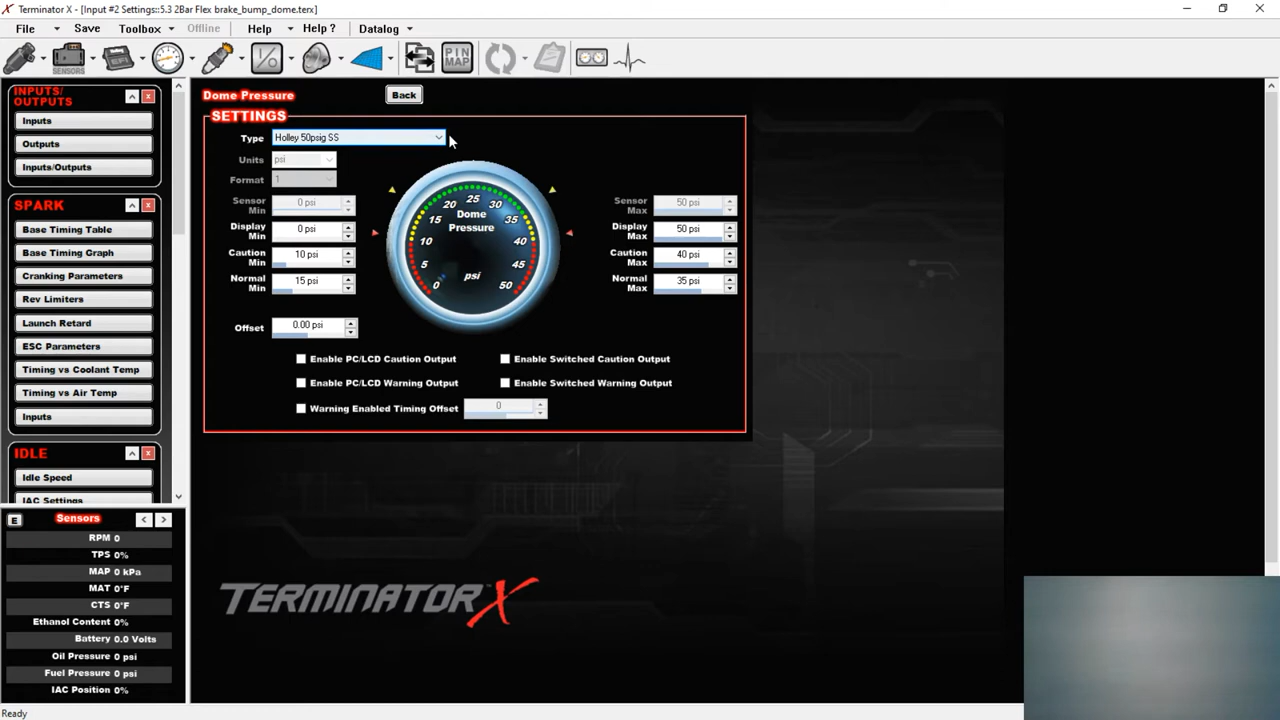 Terminator X - [Input #2 Settings::5.3 2Bar Flex brake_bump_dome.terx]
File Save Toolbox Offline Help Help ? Datalog
SENSORS EFI I/O PIN MAP
INPUTS/
OUTPUTS
Inputs
Outputs
Inputs/Outputs
SPARK
Base Timing Table
Base Timing Graph
Cranking Parameters
Rev Limiters
Launch Retard
ESC Parameters
Timing vs Coolant Temp
Timing vs Air Temp
Inputs
IDLE
Idle Speed
IAC Settings
E Sensors < >
RPM 0
TPS 0%
MAP 0 kPa
MAT 0°F
CTS 0°F
Ethanol Content 0%
Battery 0.0 Volts
Oil Pressure 0 psi
Fuel Pressure 0 psi
IAC Position 0%
Dome Pressure Back
SETTINGS
Type Holley 50psig SS
Units psi
Format 1
Sensor Min 0 psi
Display Min 0 psi
Caution Min 10 psi
Normal Min 15 psi
Offset 0.00 psi
Dome
Pressure
psi
0 5 10 15 20 25 30 35 40 45 50
Sensor Max 50 psi
Display Max 50 psi
Caution Max 40 psi
Normal Max 35 psi
Enable PC/LCD Caution Output Enable Switched Caution Output
Enable PC/LCD Warning Output Enable Switched Warning Output
Warning Enabled Timing Offset 0
TERMINATOR X
Ready